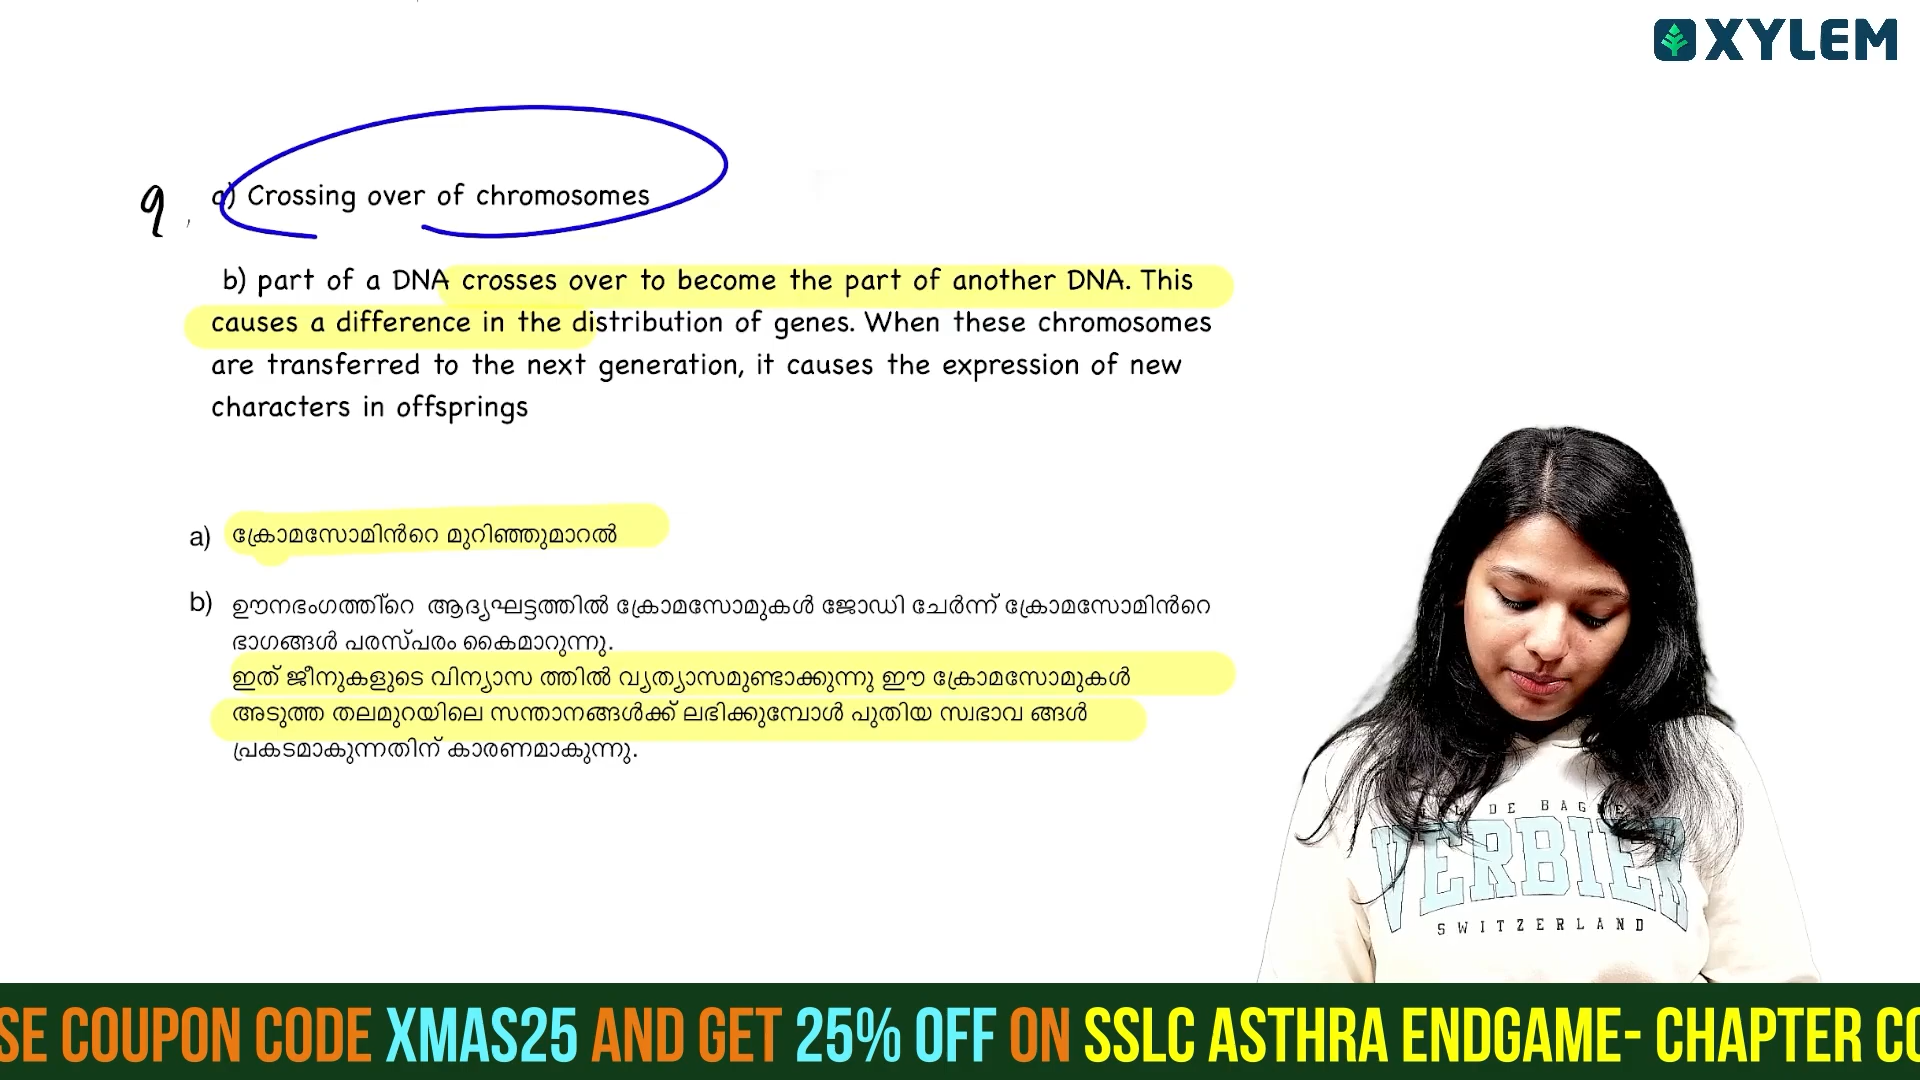 XYLEM
9,
a) Crossing over of chromosomes
b) part of a DNA crosses over to become the part of another DNA. This
causes a difference in the distribution of genes. When these chromosomes
are transferred to the next generation, it causes the expression of new
characters in offsprings
a) ക്രോമസോമിൻറെ മുറിഞ്ഞുമാറൽ
b) ഊനഭംഗത്തി്റെ ആദ്യഘട്ടത്തിൽ ക്രോമസോമുകൾ ജോഡി ചേർന്ന് ക്രോമസോമിൻറെ
ഭാഗങ്ങൾ പരസ്പരം കൈമാറുന്നു.
ഇത് ജീനുകളുടെ വിന്യാസ ത്തിൽ വ്യത്യാസമുണ്ടാക്കുന്നു ഈ ക്രോമസോമുകൾ
അടുത്ത തലമുറയിലെ സന്താനങ്ങൾക്ക് ലഭിക്കുമ്പോൾ പുതിയ സ്വഭാവ ങ്ങൾ
പ്രകടമാകുന്നതിന് കാരണമാകുന്നു.
DE
VERBIER
SWITZERLAND
SE COUPON CODE XMAS25 AND GET 25% OFF ON SSLC ASTHRA ENDGAME- CHAPTER CO